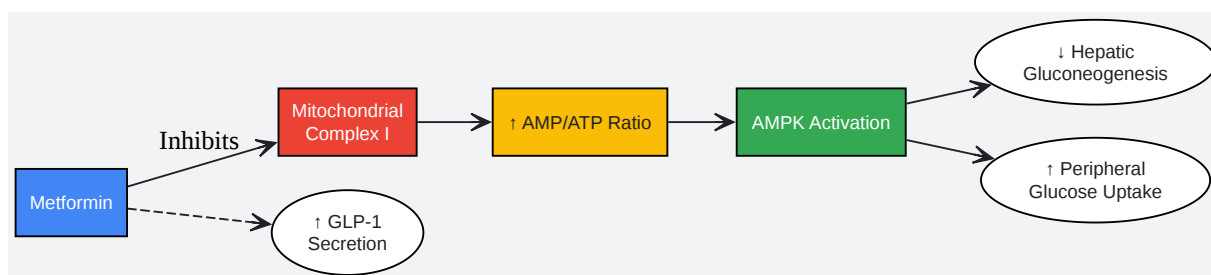 Metformin
Inhibits
Mitochondrial
Complex I
↑ AMP/ATP Ratio
AMPK Activation
↓ Hepatic
Gluconeogenesis
↑ Peripheral
Glucose Uptake
↑ GLP-1
Secretion